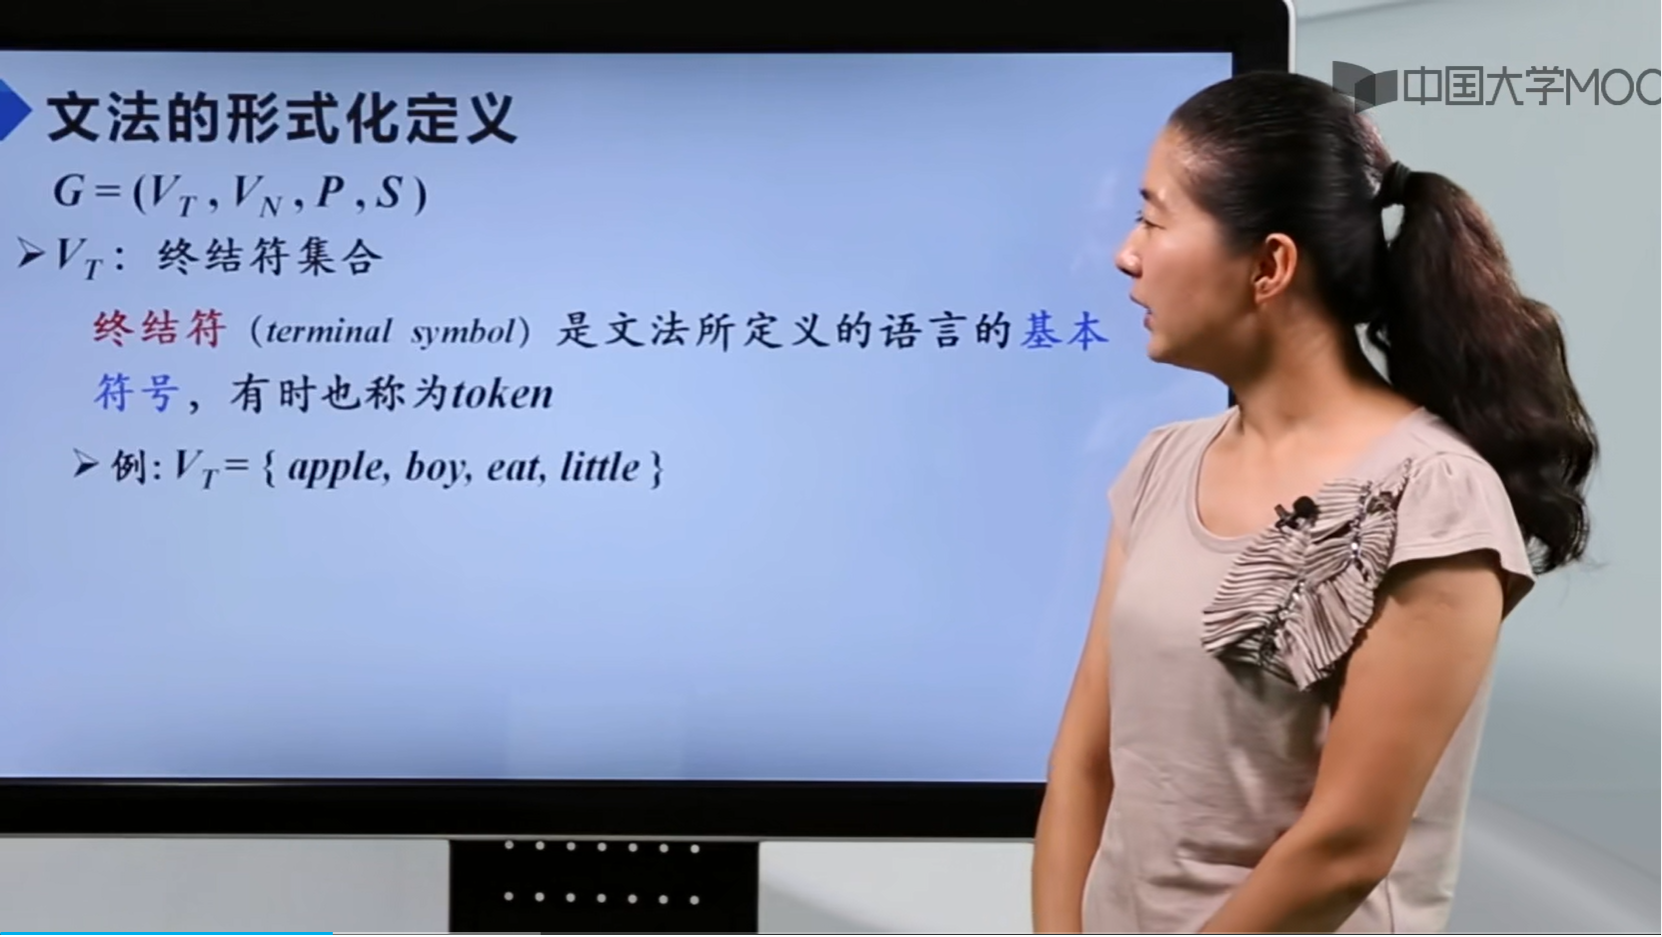 中国大学MOO
文法的形式化定义
G = (V_T , V_N , P , S )
➢V_T： 终结符集合
终结符（terminal symbol）是文法所定义的语言的基本
符号，有时也称为token
➢例: V_T = { apple, boy, eat, little }